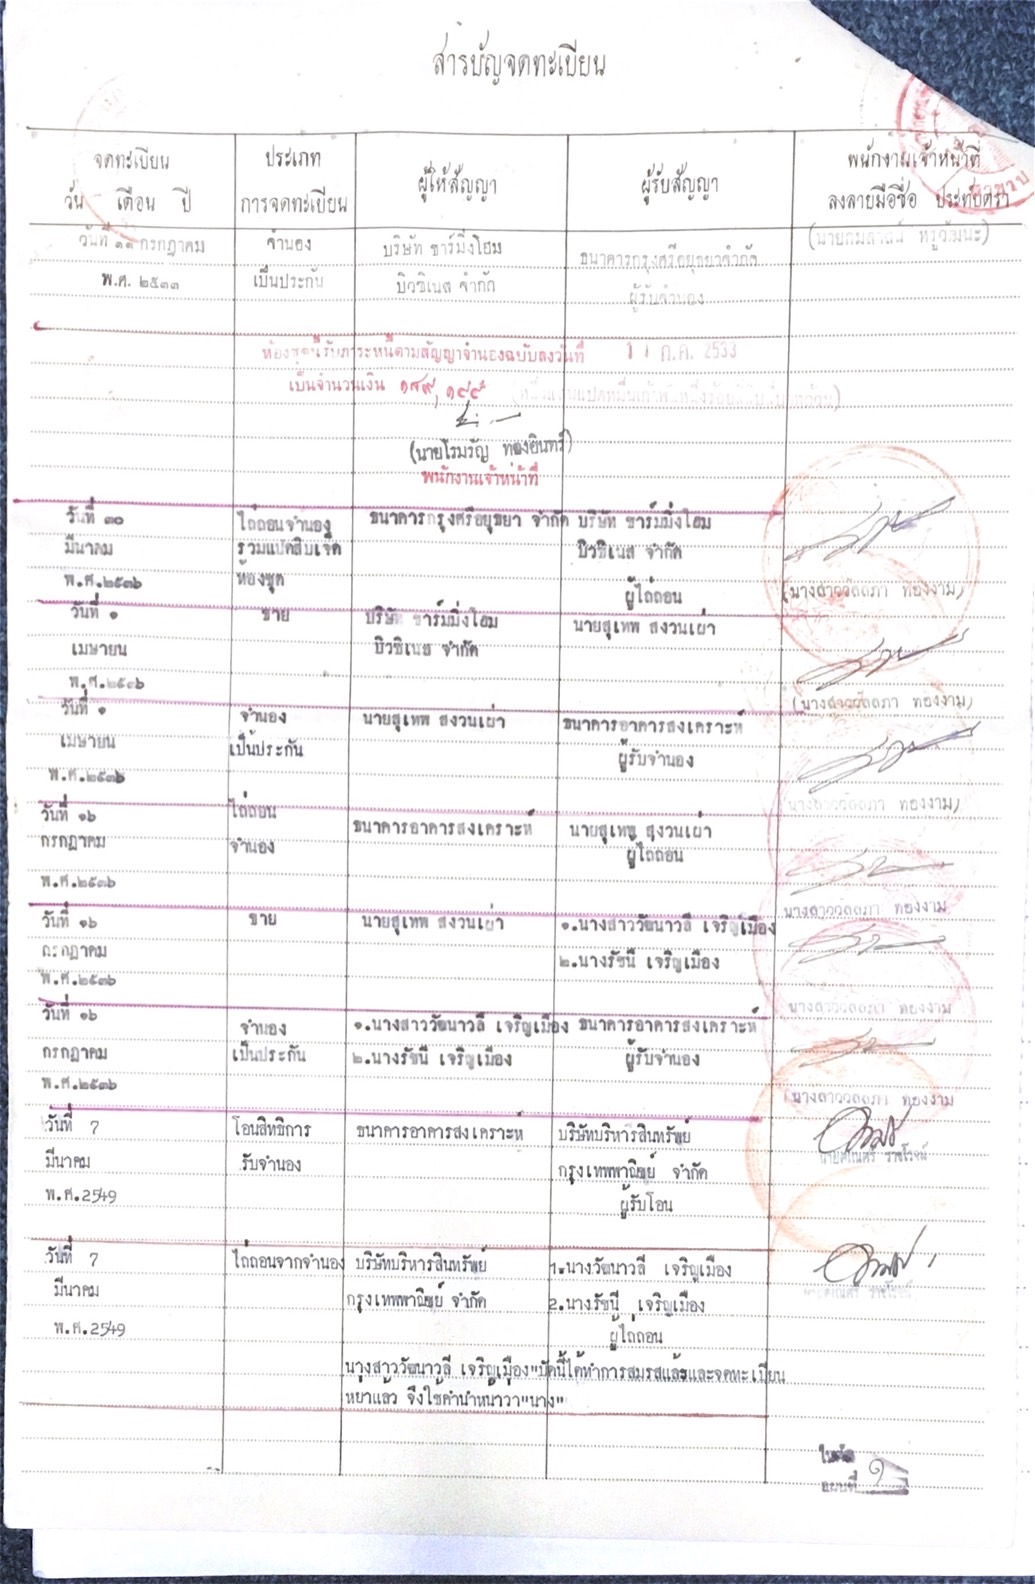 สารบัญจดทะเบียน
จดทะเบียน
วัน เดือน ปี
ประเภท
การจดทะเบียน
ผู้ให้สัญญา
ผู้รับสัญญา
พนักงานเจ้าหน้าที่
ลงลายมือชื่อ ประทับตรา
วันที่ ๑๑ กรกฎาคม
พ.ศ. ๒๕๓๓
จำนอง
เป็นประกัน
บริษัท ชาร์มมิ่งโฮม
บิวซิเนส จำกัด
ธนาคารกรุงศรีอยุธยาจำกัด
ผู้รับจำนอง
ห้องชุดนี้รับภาระหนี้ตามสัญญาจำนองฉบับลงวันที่ 11 ก.ค. 2533
เป็นจำนวนเงิน ๑๘๙,๑๙๕
(นายโรมรัญ ทองอินทร์)
พนักงานเจ้าหน้าที่
วันที่ ๓๐
มีนาคม
พ.ศ.๒๕๓๖
ไถ่ถอนจำนอง
รวมแปดสิบเจ็ด
ห้องชุด
ธนาคารกรุงศรีอยุธยา จำกัด
บริษัท ชาร์มมิ่งโฮม
บิวซิเนส จำกัด
ผู้ไถ่ถอน
(นางสาววัลลภา ทองงาม)
วันที่ ๑
เมษายน
พ.ศ.๒๕๓๖
ขาย
บริษัท ชาร์มมิ่งโฮม
บิวซิเนส จำกัด
นายสุเทพ สงวนเผ่า
(นางสาววัลลภา ทองงาม)
วันที่ ๑
เมษายน
พ.ศ.๒๕๓๖
จำนอง
เป็นประกัน
นายสุเทพ สงวนเผ่า
ธนาคารอาคารสงเคราะห์
ผู้รับจำนอง
(นางสาววัลลภา ทองงาม)
วันที่ ๑๖
กรกฎาคม
พ.ศ.๒๕๓๖
ไถ่ถอน
จำนอง
ธนาคารอาคารสงเคราะห์
นายสุเทพ สงวนเผ่า
ผู้ไถ่ถอน
นางสาววัลลภา ทองงาม
วันที่ ๑๖
กรกฎาคม
พ.ศ.๒๕๓๖
ขาย
นายสุเทพ สงวนเผ่า
๑.นางสาววัฒนาวลี เจริญเมือง
๒.นางรัชนี เจริญเมือง
นางสาววัลลภา ทองงาม
วันที่ ๑๖
กรกฎาคม
พ.ศ.๒๕๓๖
จำนอง
เป็นประกัน
๑.นางสาววัฒนาวลี เจริญเมือง
๒.นางรัชนี เจริญเมือง
ธนาคารอาคารสงเคราะห์
ผู้รับจำนอง
(นางสาววัลลภา ทองงาม
วันที่ 7
มีนาคม
พ.ศ.2549
โอนสิทธิการ
รับจำนอง
ธนาคารอาคารสงเคราะห์
บริษัทบริหารสินทรัพย์
กรุงเทพพาณิชย์ จำกัด
ผู้รับโอน
วันที่ 7
มีนาคม
พ.ศ.2549
ไถ่ถอนจากจำนอง
บริษัทบริหารสินทรัพย์
กรุงเทพพาณิชย์ จำกัด
1.นางวัฒนาวลี เจริญเมือง
2.นางรัชนี เจริญเมือง
ผู้ไถ่ถอน
นางสาววัฒนาวลี เจริญเมือง"บัดนี้ได้ทำการสมรสแล้วและจดทะเบียน
หย่าแล้ว จึงใช้คำนำหน้าว่า"นาง"
ใบต่อ
แผ่นที่ ๑